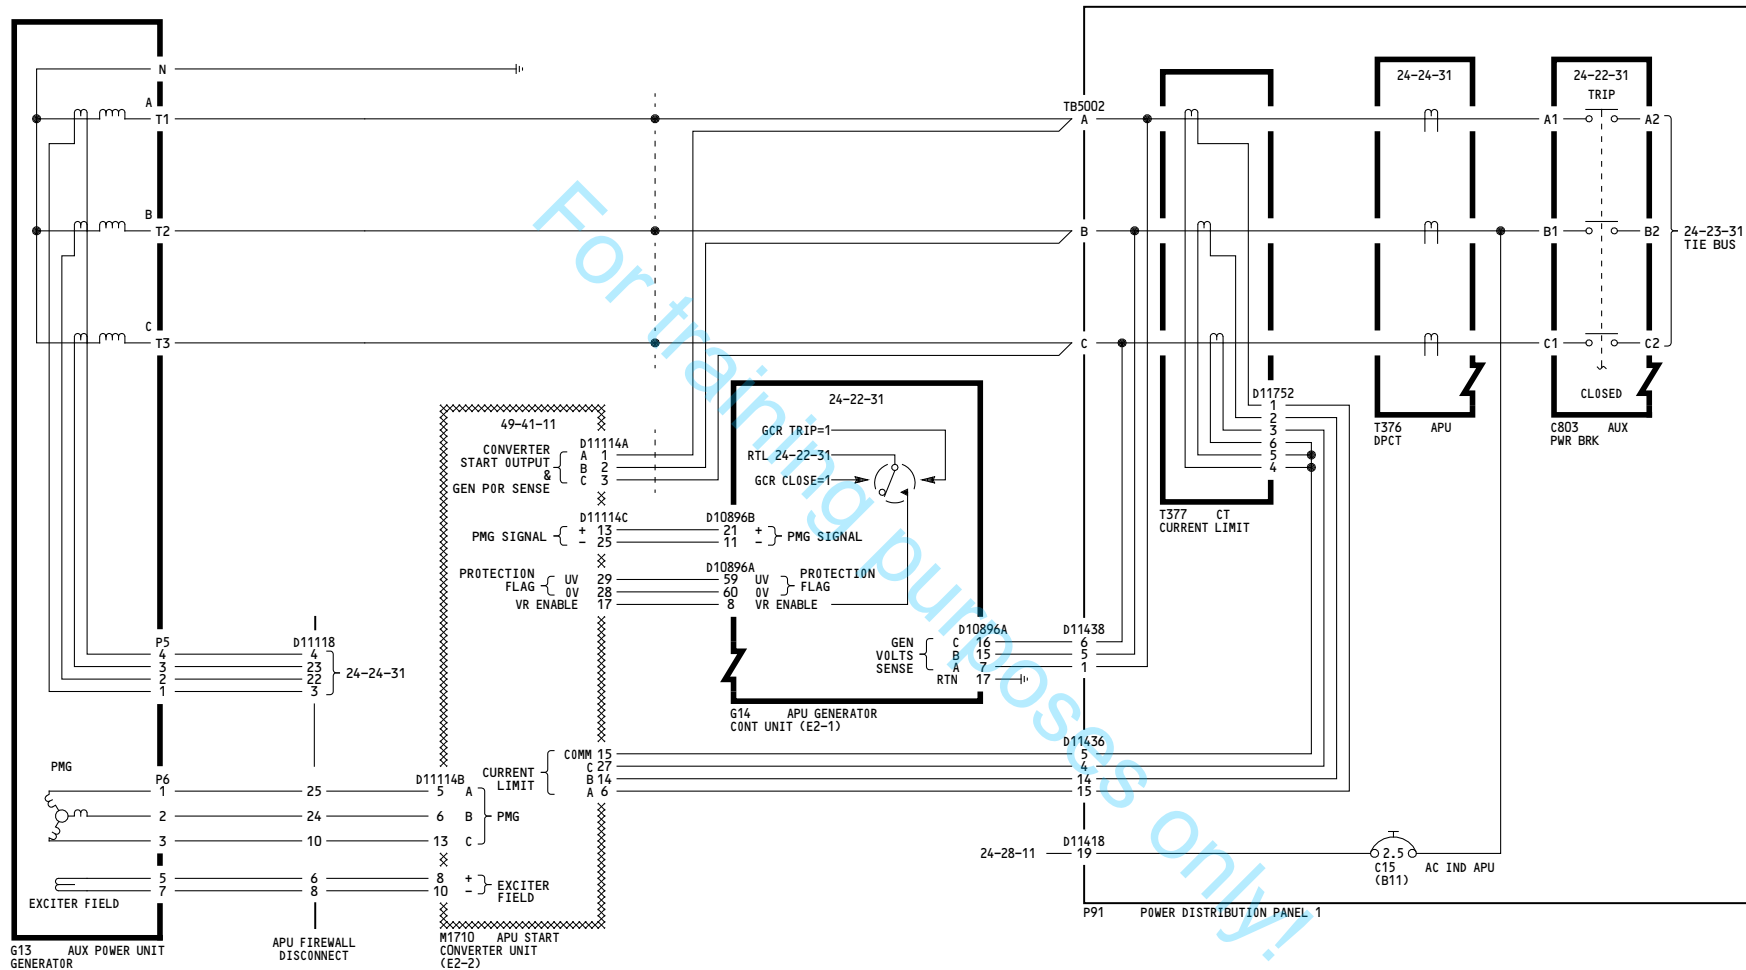 N
A
T1
B
T2
C
T3
P5
4
3
2
1
D11118
4
23
22
3
24-24-31
PMG
P6
1
25
2
24
3
10
5
6
7
8
EXCITER FIELD
G13 AUX POWER UNIT
GENERATOR
APU FIREWALL
DISCONNECT
49-41-11
CONVERTER
START OUTPUT
&
GEN POR SENSE
D11114A
A 1
B 2
C 3
D11114C
PMG SIGNAL
+ 13
- 25
PROTECTION
FLAG
UV 29
OV 28
VR ENABLE 17
CURRENT
LIMIT
COMM 15
C 27
B 14
A 6
D11114B
5 A
6 B
13 C
PMG
8 +
10 -
EXCITER
FIELD
M1710 APU START
CONVERTER UNIT
(E2-2)
24-22-31
GCR TRIP=1
RTL 24-22-31
GCR CLOSE=1
D10896B
21 +
11 -
PMG SIGNAL
D10896A
59 UV
60 OV
PROTECTION
FLAG
8 VR ENABLE
D10896A
GEN
VOLTS
SENSE
C 16
B 15
A 7
RTN 17
G14 APU GENERATOR
CONT UNIT (E2-1)
TB5002
A
B
C
D11438
6
5
1
D11436
5
4
14
15
24-28-11
D11418
19
P91 POWER DISTRIBUTION PANEL 1
D11752
1
2
3
6
5
4
T377 CT
CURRENT LIMIT
24-24-31
T376 APU
DPCT
24-22-31
TRIP
A1 A2
B1 B2
C1 C2
CLOSED
C803 AUX
PWR BRK
24-23-31
TIE BUS
2.5
C15
(B11)
AC IND APU
For training purposes only!